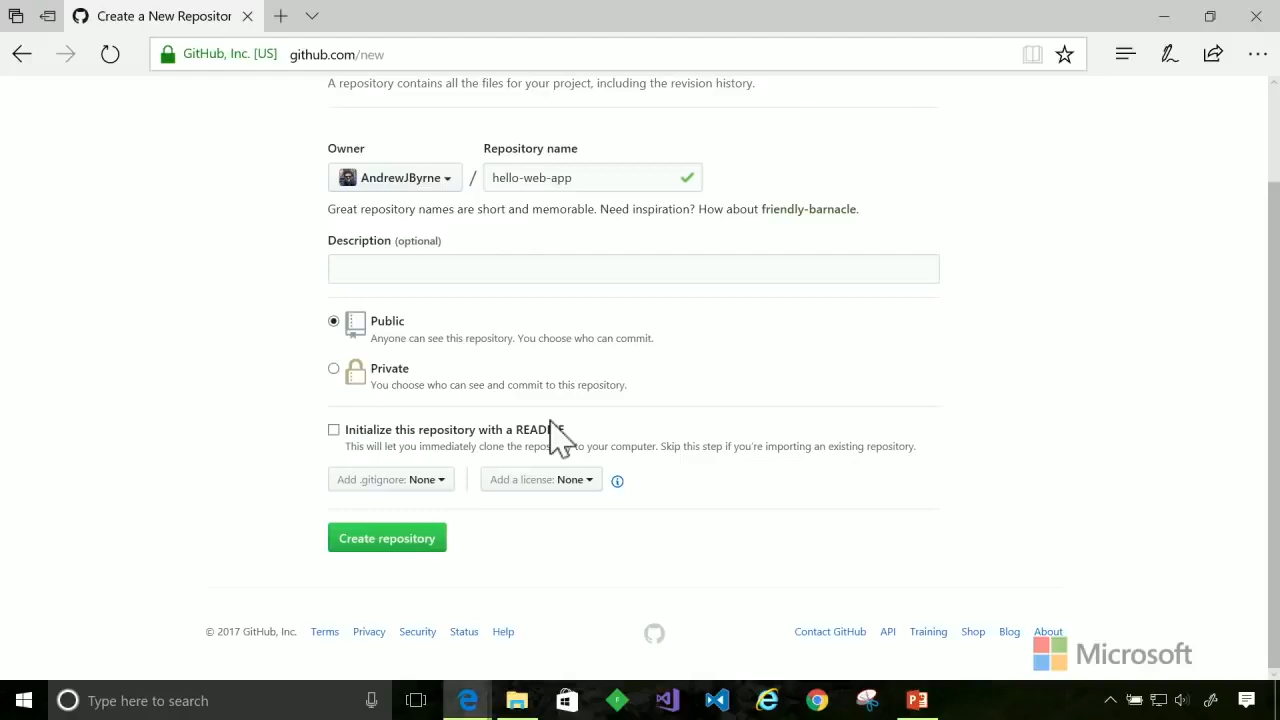 Create a New Repositor
GitHub, Inc. [US] github.com/new
A repository contains all the files for your project, including the revision history.
Owner Repository name
AndrewJByrne / hello-web-app
Great repository names are short and memorable. Need inspiration? How about friendly-barnacle.
Description (optional)
Public
Anyone can see this repository. You choose who can commit.
Private
You choose who can see and commit to this repository.
Initialize this repository with a README
This will let you immediately clone the repos to your computer. Skip this step if you're importing an existing repository.
Add .gitignore: None Add a license: None
Create repository
© 2017 GitHub, Inc. Terms Privacy Security Status Help Contact GitHub API Training Shop Blog About
Microsoft
Type here to search